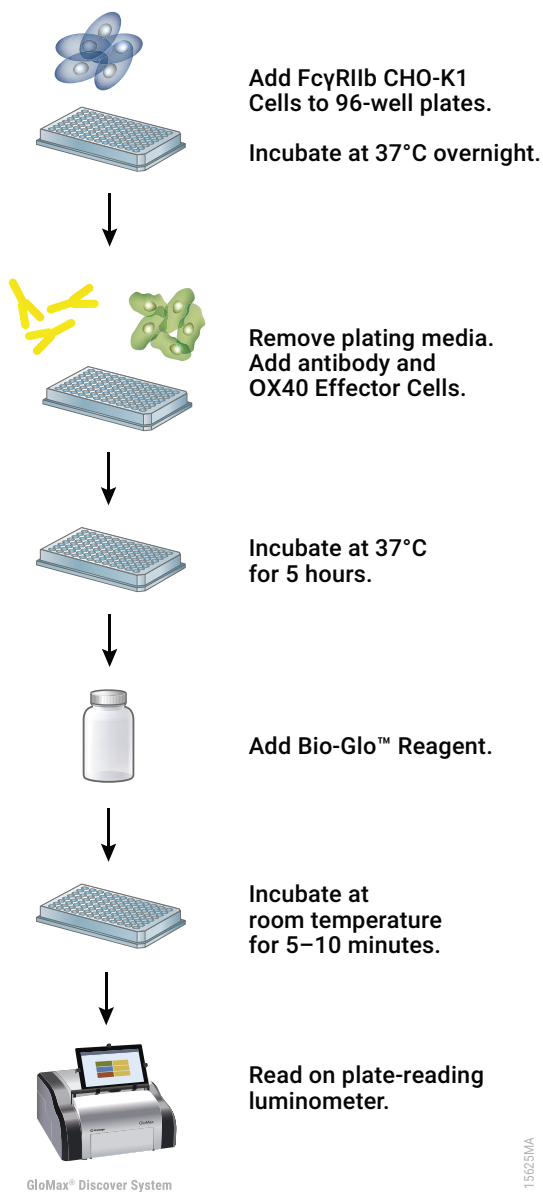 Add FcγRIIb CHO-K1
Cells to 96-well plates.
Incubate at 37°C overnight.
Remove plating media.
Add antibody and
OX40 Effector Cells.
Incubate at 37°C
for 5 hours.
Add Bio-Glo™ Reagent.
Incubate at
room temperature
for 5–10 minutes.
Read on plate-reading
luminometer.
GloMax
GloMax® Discover System
15625MA